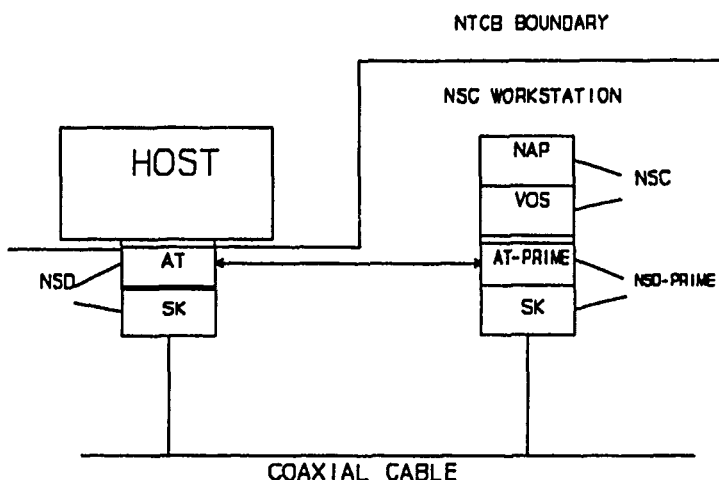 NTCB BOUNDARY
NSC WORKSTATION
HOST
NAP
NSC
VOS
AT
AT-PRIME
NSD
NSD-PRIME
SK
SK
COAXIAL CABLE